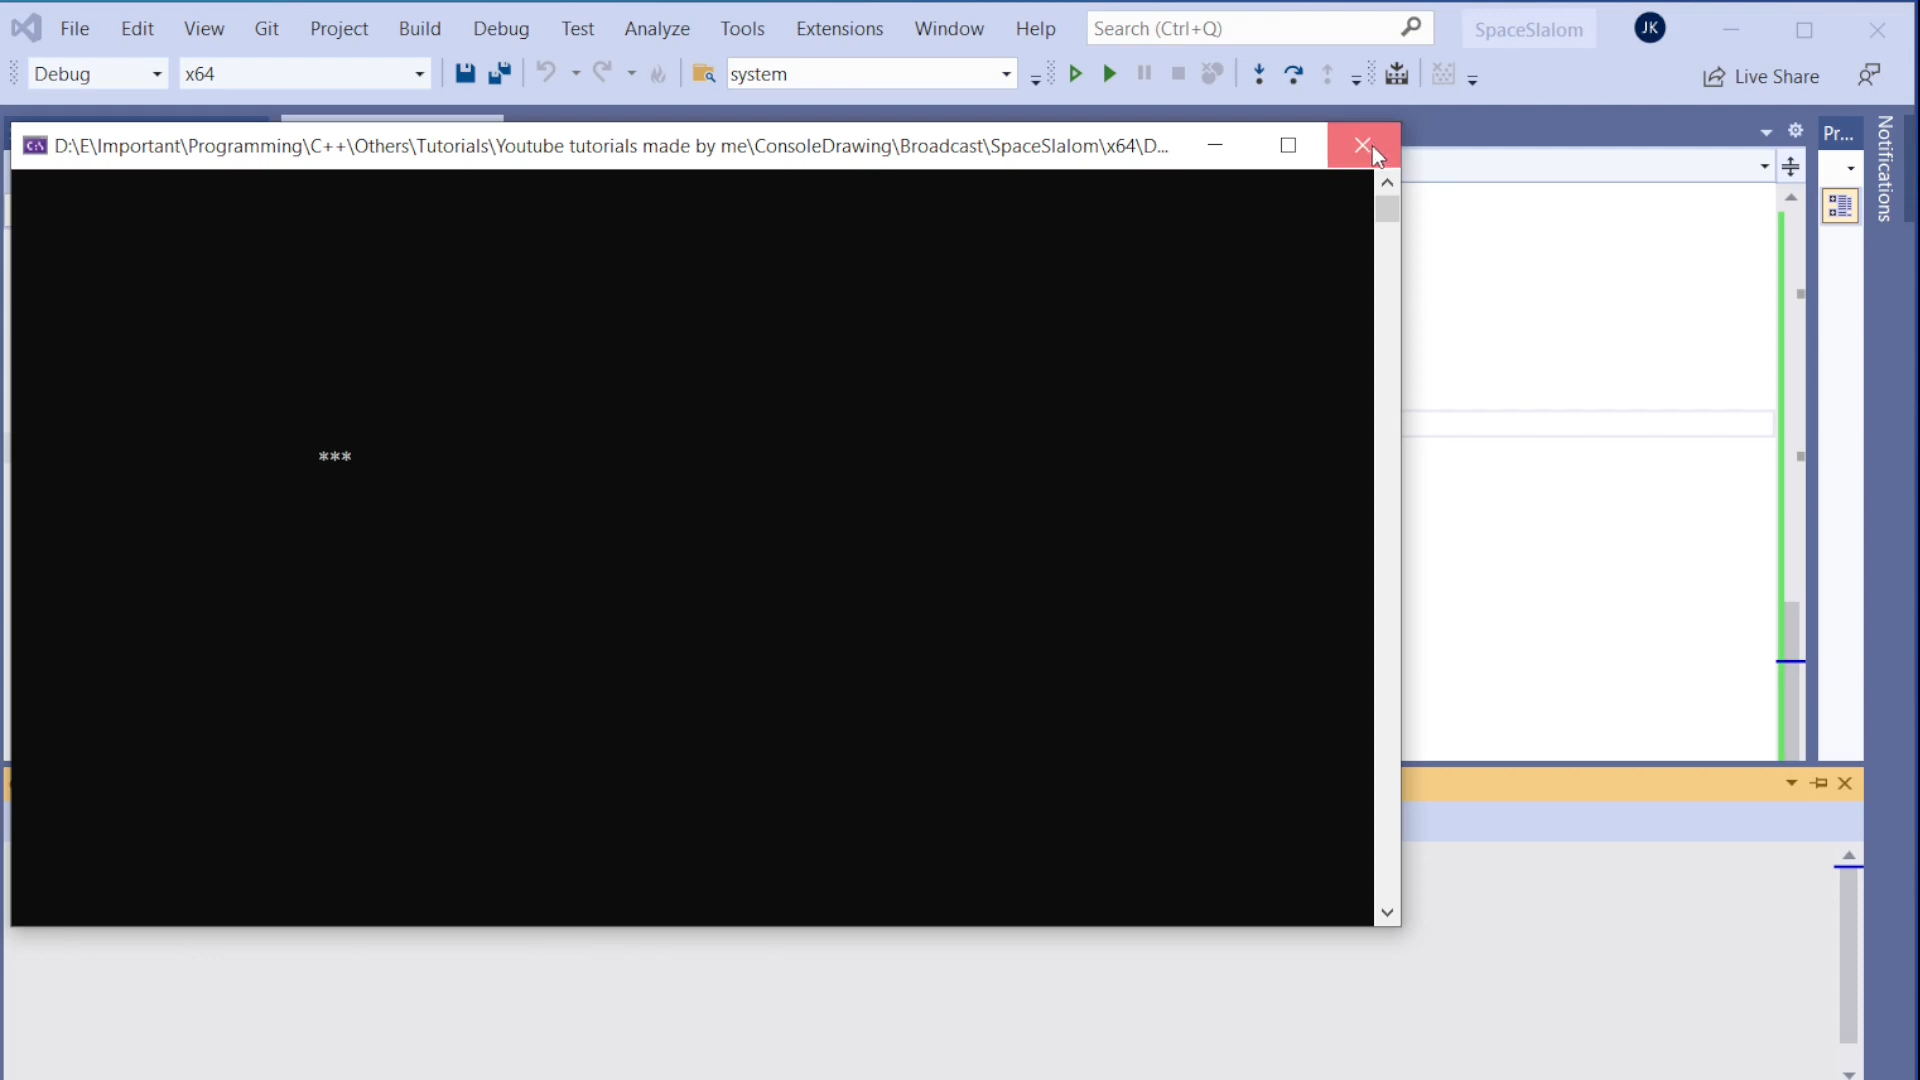 File Edit View Git Project Build Debug Test Analyze Tools Extensions Window Help Search (Ctrl+Q) SpaceSlalom JK
Debug x64 system Live Share
D:\E\Important\Programming\C++\Others\Tutorials\Youtube tutorials made by me\ConsoleDrawing\Broadcast\SpaceSlalom\x64\D...
Pr...
Notifications
***